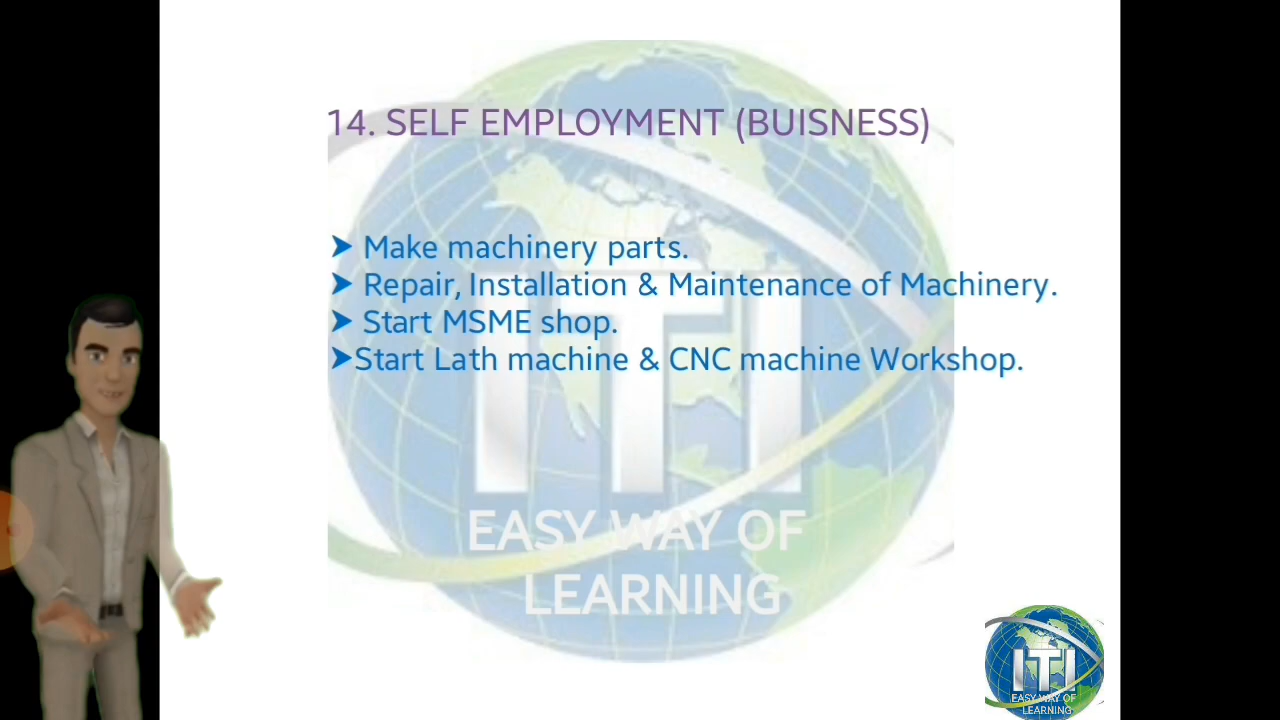 14. SELF EMPLOYMENT (BUISNESS)
➤ Make machinery parts.
➤ Repair, Installation & Maintenance of Machinery.
➤ Start MSME shop.
➤Start Lath machine & CNC machine Workshop.
ITI
EASY WAY OF
LEARNING
ITI
EASY WAY OF
LEARNING